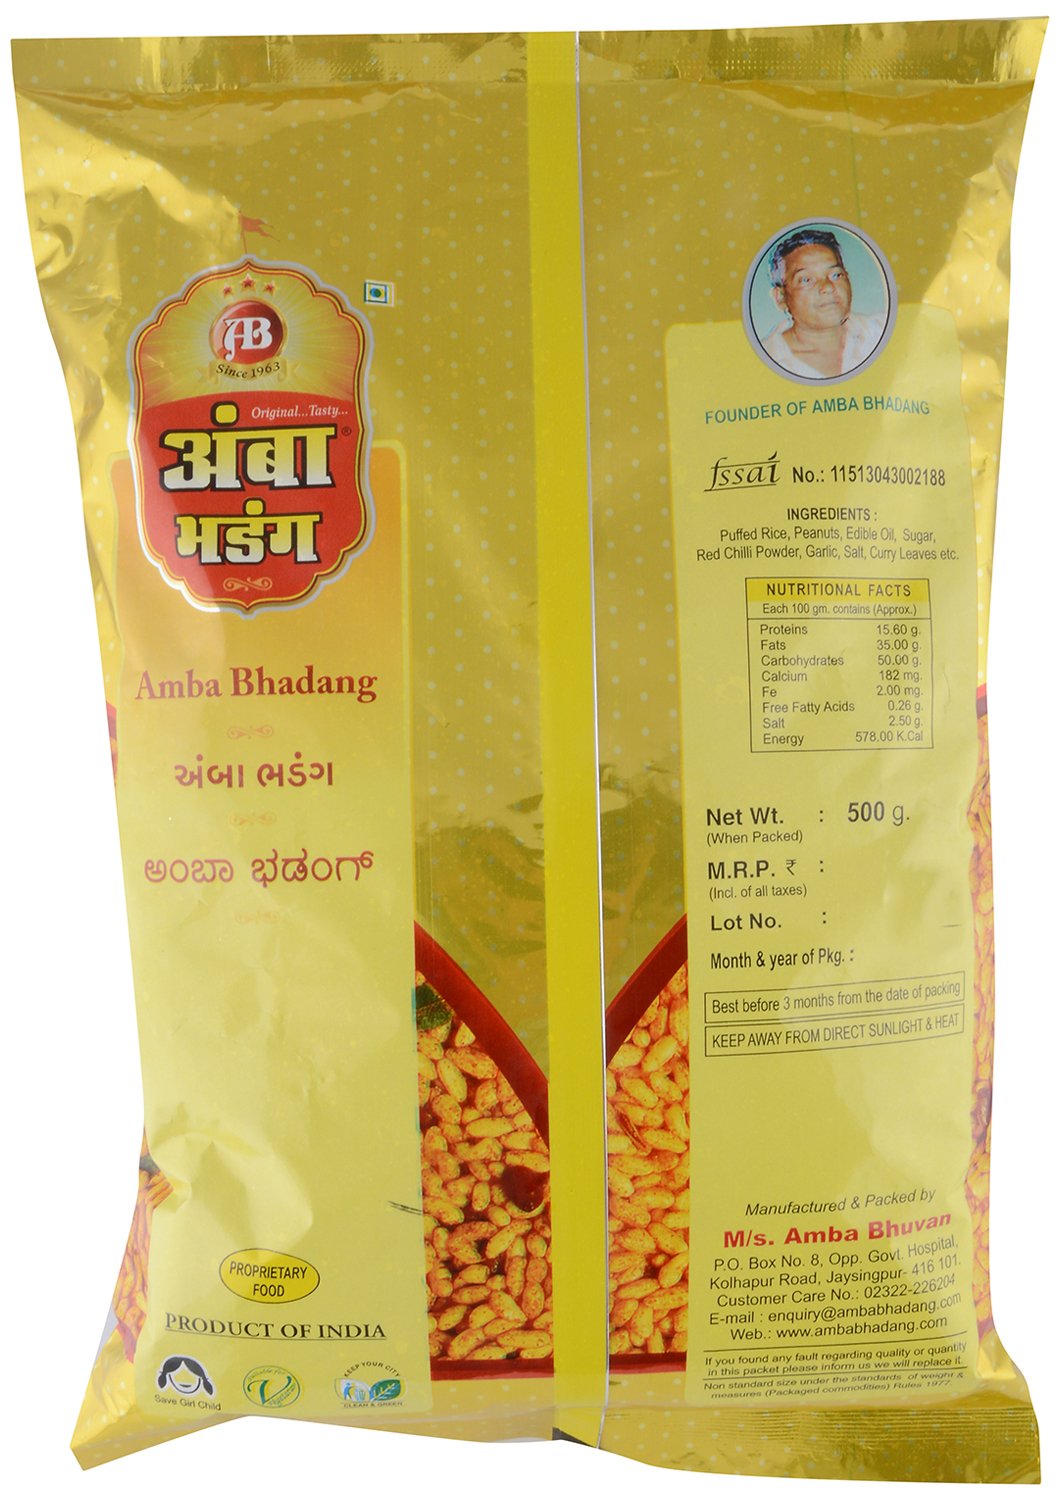 AB
Since 1963
Original...Tasty...
अंबा ®
भडंग
Amba Bhadang
અંબા ભડંગ
ಅಂಬಾ ಭಡಂಗ್
PROPRIETARY
FOOD
PRODUCT OF INDIA
Save Girl Child
Suitable For
Vegetarian
KEEP YOUR CITY
CLEAN & GREEN
FOUNDER OF AMBA BHADANG
fssai No.: 11513043002188
INGREDIENTS :
Puffed Rice, Peanuts, Edible Oil, Sugar,
Red Chilli Powder, Garlic, Salt, Curry Leaves etc.
NUTRITIONAL FACTS
Each 100 gm. contains (Approx.)
Proteins 15.60 g.
Fats 35.00 g.
Carbohydrates 50.00 g.
Calcium 182 mg.
Fe 2.00 mg.
Free Fatty Acids 0.26 g.
Salt 2.50 g.
Energy 578.00 K.Cal
Net Wt. : 500 g.
(When Packed)
M.R.P. ₹ :
(Incl. of all taxes)
Lot No. :
Month & year of Pkg. :
Best before 3 months from the date of packing
KEEP AWAY FROM DIRECT SUNLIGHT & HEAT
Manufactured & Packed by
M/s. Amba Bhuvan
P.O. Box No. 8, Opp. Govt. Hospital,
Kolhapur Road, Jaysingpur- 416 101.
Customer Care No.: 02322-226204
E-mail : enquiry@ambabhadang.com
Web.: www.ambabhadang.com
If you found any fault regarding quality or quantity
in this packet please inform us we will replace it.
Non standard size under the standards of weight &
measures (Packaged commodities) Rules 1977.